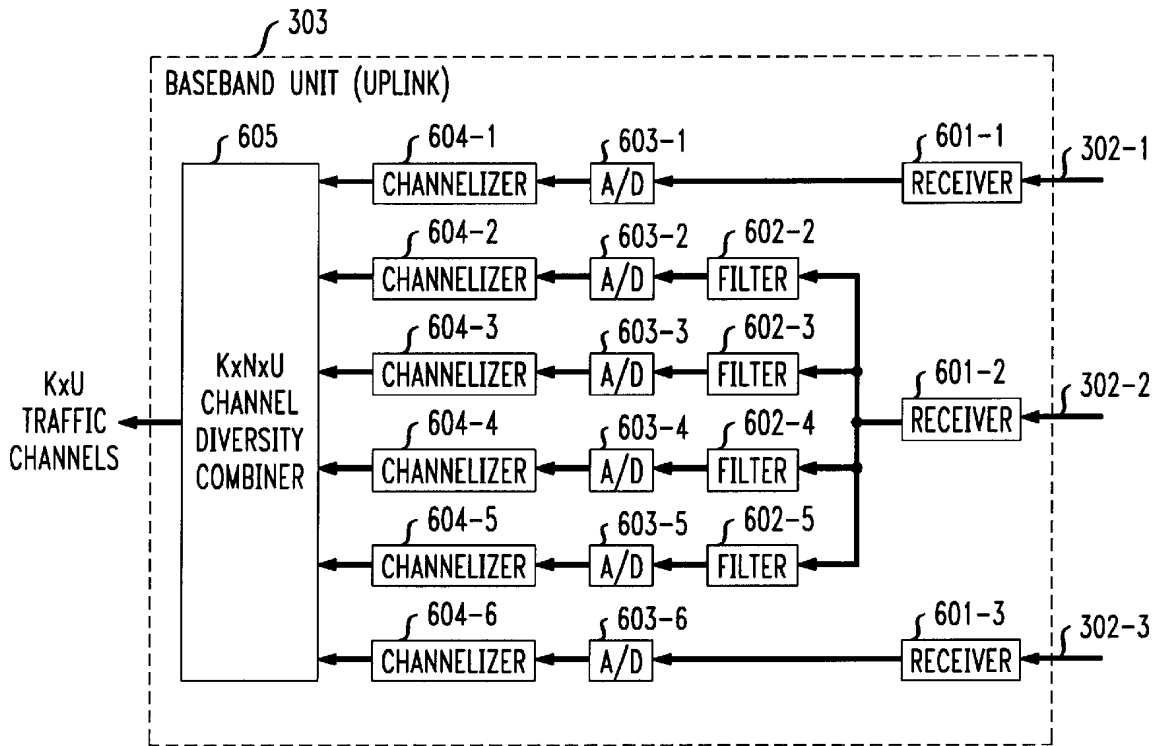 303
BASEBAND UNIT (UPLINK)
605
604-1
603-1
601-1
302-1
CHANNELIZER
A/D
RECEIVER
604-2
603-2
602-2
CHANNELIZER
A/D
FILTER
604-3
603-3
602-3
CHANNELIZER
A/D
FILTER
601-2
302-2
RECEIVER
KxU
TRAFFIC
CHANNELS
KxNxU
CHANNEL
DIVERSITY
COMBINER
604-4
603-4
602-4
CHANNELIZER
A/D
FILTER
604-5
603-5
602-5
CHANNELIZER
A/D
FILTER
604-6
603-6
601-3
302-3
CHANNELIZER
A/D
RECEIVER